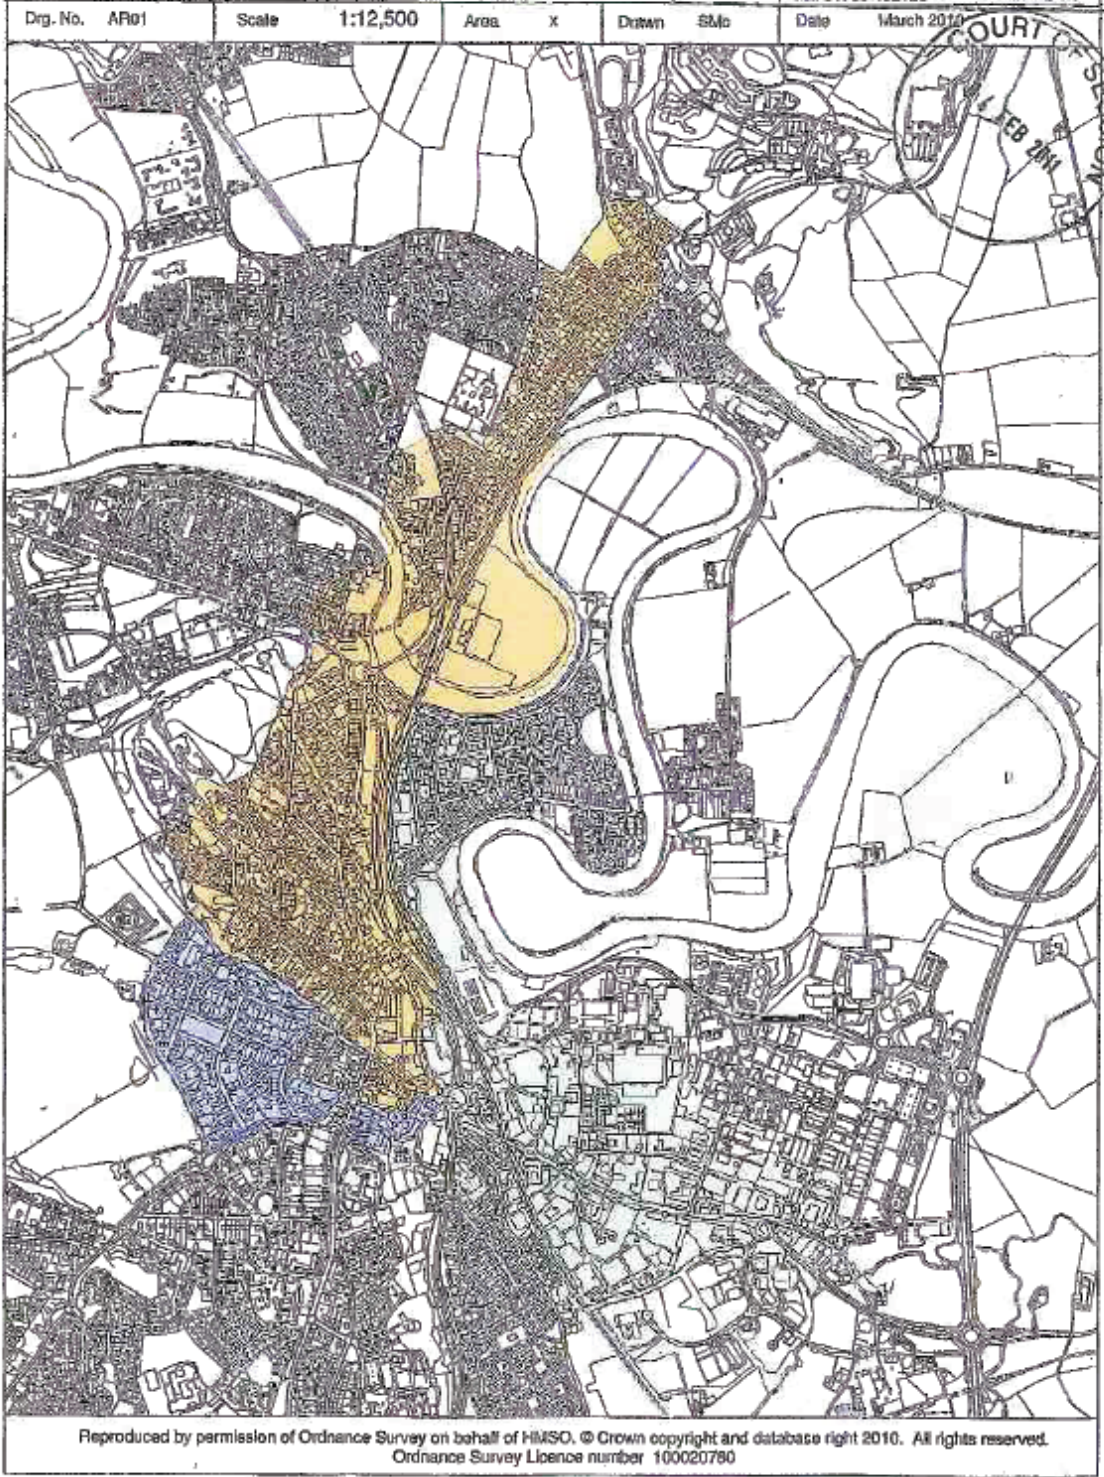 Drg. No. AR01 Scale 1:12,500 Area x Drawn SMc Date March 2010
COURT OF SESSION
FEB 2011
Reproduced by permission of Ordnance Survey on behalf of HMSO. © Crown copyright and database right 2010. All rights reserved.
Ordnance Survey Licence number 100020780